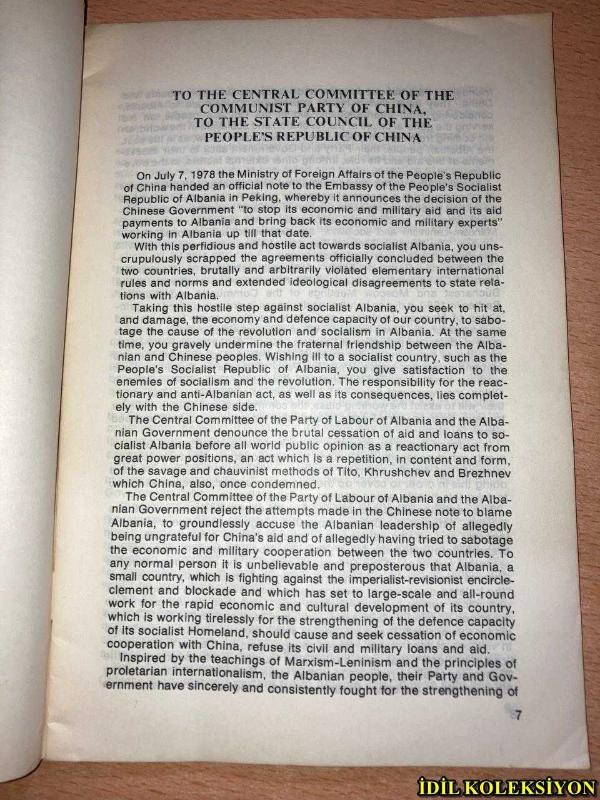 TO THE CENTRAL COMMITTEE OF THE
COMMUNIST PARTY OF CHINA,
TO THE STATE COUNCIL OF THE
PEOPLE'S REPUBLIC OF CHINA
On July 7, 1978 the Ministry of Foreign Affairs of the People's Republic
of China handed an official note to the Embassy of the People's Socialist
Republic of Albania in Peking, whereby it announces the decision of the
Chinese Government "to stop its economic and military aid and its aid
payments to Albania and bring back its economic and military experts"
working in Albania up till that date.
With this perfidious and hostile act towards socialist Albania, you uns-
crupulously scrapped the agreements officially concluded between the
two countries, brutally and arbitrarily violated elementary international
rules and norms and extended ideological disagreements to state rela-
tions with Albania.
Taking this hostile step against socialist Albania, you seek to hit at,
and damage, the economy and defence capacity of our country, to sabo-
tage the cause of the revolution and socialism in Albania. At the same
time, you gravely undermine the fraternal friendship between the Alba-
nian and Chinese peoples. Wishing ill to a socialist country, such as the
People's Socialist Republic of Albania, you give satisfaction to the
enemies of socialism and the revolution. The responsibility for the reac-
tionary and anti-Albanian act, as well as its consequences, lies complet-
ely with the Chinese side.
The Central Committee of the Party of Labour of Albania and the Alba-
nian Government denounce the brutal cessation of aid and loans to so-
cialist Albania before all world public opinion as a reactionary act from
great power positions, an act which is a repetition, in content and form,
of the savage and chauvinist methods of Tito, Khrushchev and Brezhnev
which China, also, once condemned.
The Central Committee of the Party of Labour of Albania and the Alba-
nian Government reject the attempts made in the Chinese note to blame
Albania, to groundlessly accuse the Albanian leadership of allegedly
being ungrateful for China's aid and of allegedly having tried to sabotage
the economic and military cooperation between the two countries. To
any normal person it is unbelievable and preposterous that Albania, a
small country, which is fighting against the imperialist-revisionist encircle-
clement and blockade and which has set to large-scale and all-round
work for the rapid economic and cultural development of its country,
which is working tirelessly for the strengthening of the defence capacity
of its socialist Homeland, should cause and seek cessation of economic
cooperation with China, refuse its civil and military loans and aid.
Inspired by the teachings of Marxism-Leninism and the principles of
proletarian internationalism, the Albanian people, their Party and Gov-
ernment have sincerely and consistently fought for the strengthening of
7
İDİL KOLEKSİYON